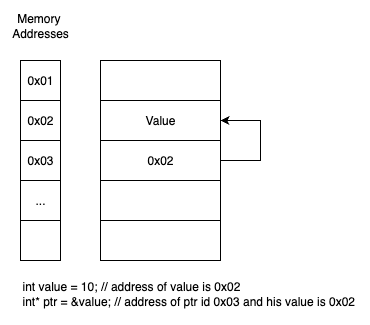 Memory
Addresses
0x01
0x02 Value
0x03 0x02
...
int value = 10; // address of value is 0x02
int* ptr = &value; // address of ptr id 0x03 and his value is 0x02